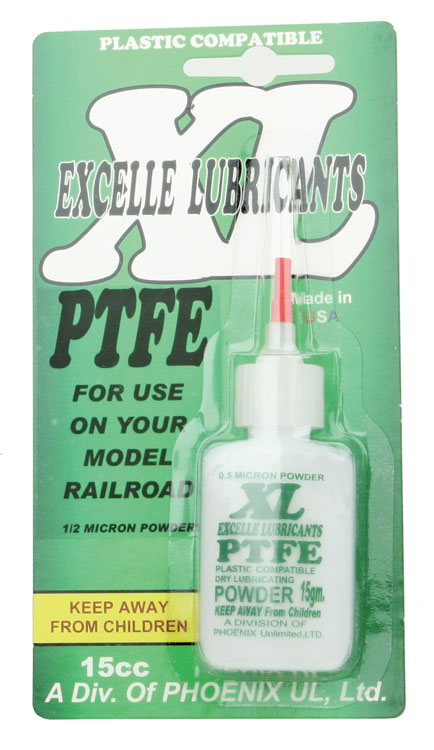 PLASTIC COMPATIBLE
XL
EXCELLE LUBRICANTS
PTFE
Made in
USA
FOR USE
ON YOUR
MODEL
RAILROAD
1/2 MICRON POWDER
KEEP AWAY
FROM CHILDREN
15cc
A Div. Of PHOENIX UL, Ltd.
0.5 MICRON POWDER
XL
EXCELLE LUBRICANTS
PTFE
PLASTIC COMPATIBLE
DRY LUBRICATING
POWDER 15gm.
KEEP AWAY From Children
A DIVISION OF
PHOENIX Unlimited,LTD.